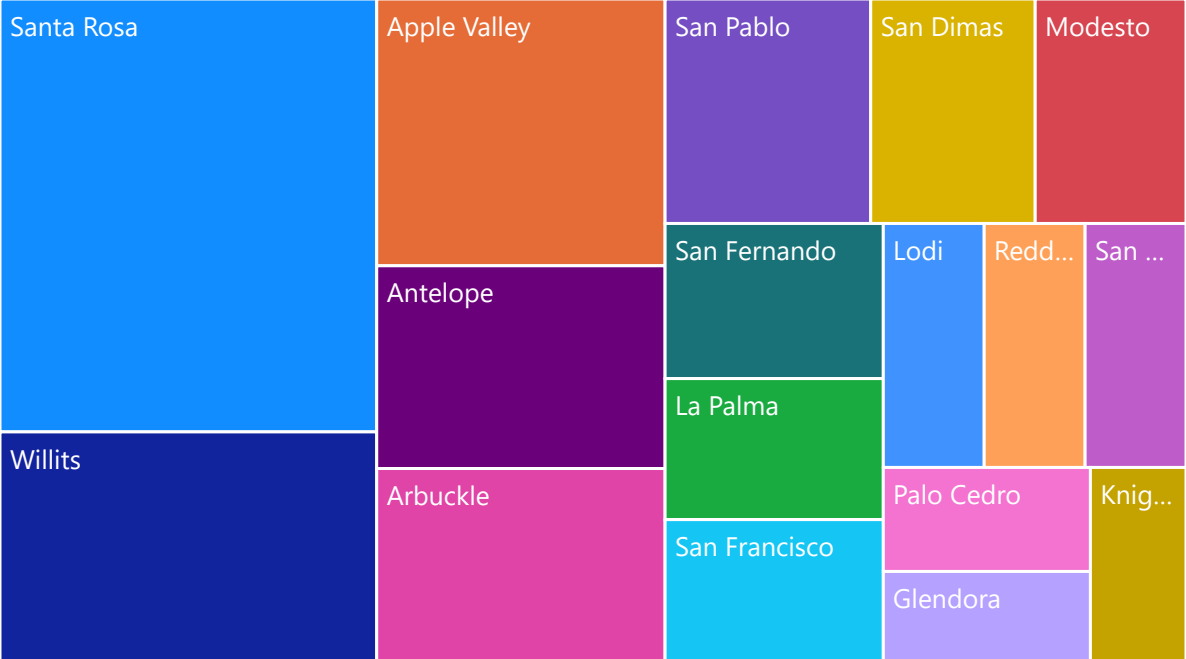 Santa Rosa
Willits
Apple Valley
Antelope
Arbuckle
San Pablo
San Dimas
Modesto
San Fernando
La Palma
San Francisco
Lodi
Redd...
San ...
Palo Cedro
Glendora
Knig...